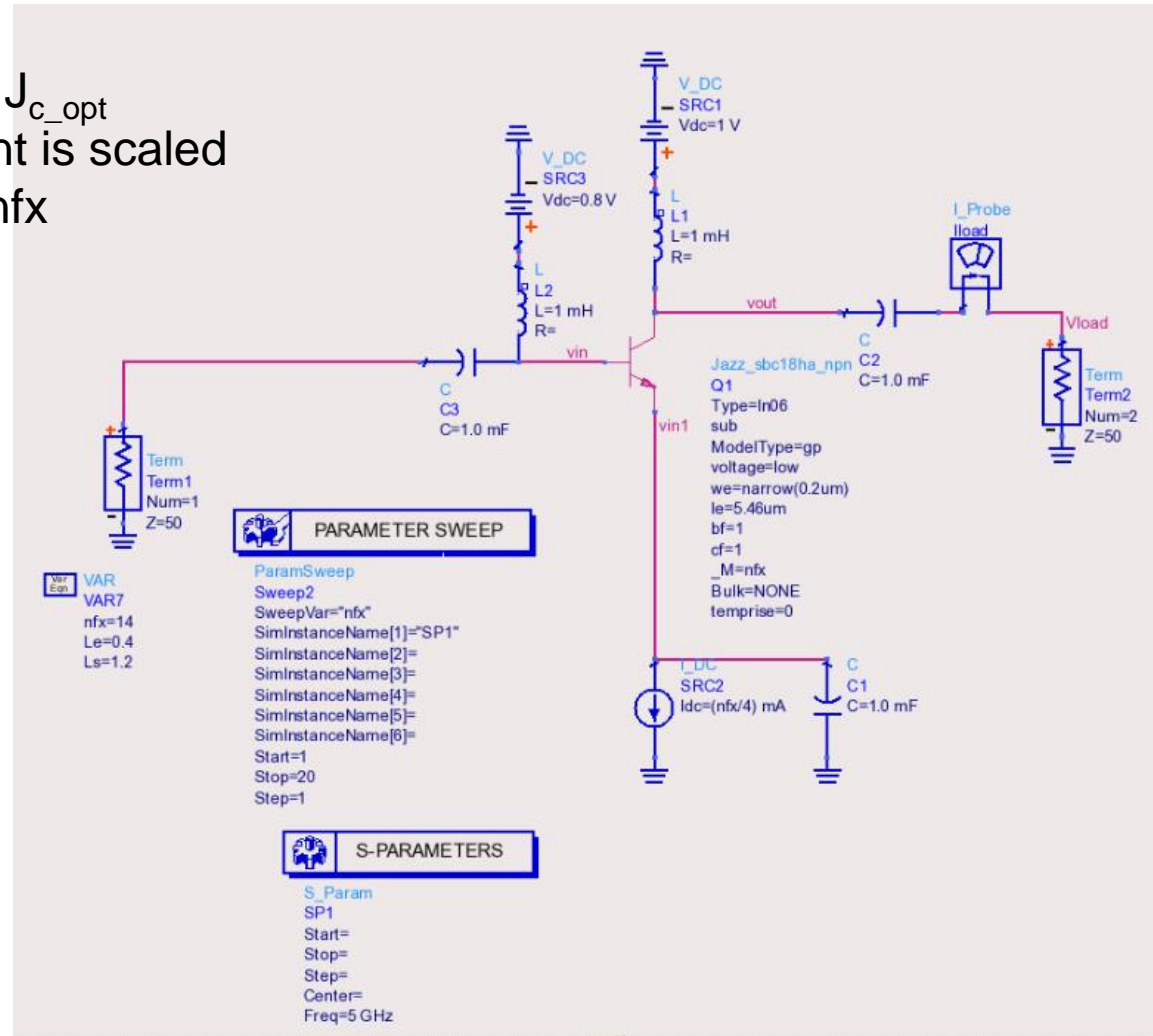 J_c_opt
nt is scaled
nfx
V_DC
SRC1
Vdc=1 V
V_DC
SRC3
Vdc=0.8 V
L
L1
L=1 mH
R=
L
L2
L=1 mH
R=
I_Probe
Iload
vout
Vload
vin
C
C3
C=1.0 mF
C
C2
C=1.0 mF
Jazz_sbc18ha_npn
Q1
Type=ln06
sub
ModelType=gp
voltage=low
we=narrow(0.2um)
le=5.46um
bf=1
cf=1
_M=nfx
Bulk=NONE
temprise=0
vin1
Term
Term2
Num=2
Z=50
Term
Term1
Num=1
Z=50
Var
Eqn
VAR
VAR7
nfx=14
Le=0.4
Ls=1.2
PARAMETER SWEEP
ParamSweep
Sweep2
SweepVar="nfx"
SimInstanceName[1]="SP1"
SimInstanceName[2]=
SimInstanceName[3]=
SimInstanceName[4]=
SimInstanceName[5]=
SimInstanceName[6]=
Start=1
Stop=20
Step=1
I_DC
SRC2
Idc=(nfx/4) mA
C
C1
C=1.0 mF
S-PARAMETERS
S_Param
SP1
Start=
Stop=
Step=
Center=
Freq=5 GHz